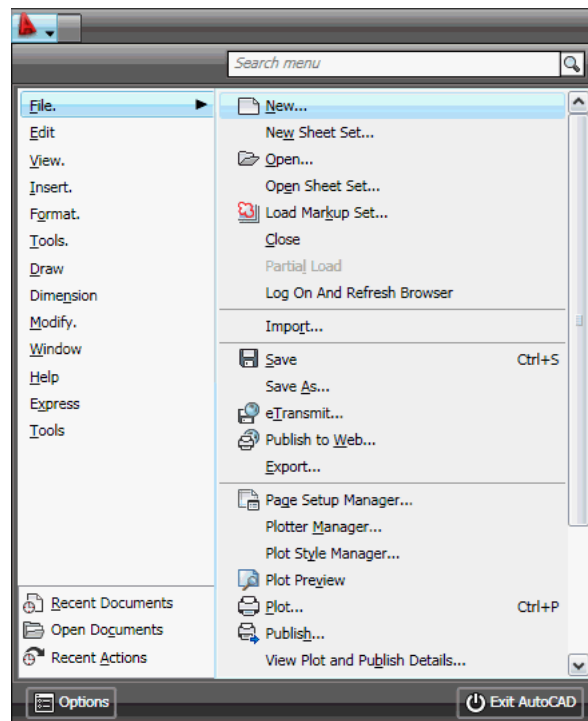 Search menu
File.
Edit
View.
Insert.
Format.
Tools.
Draw
Dimension
Modify.
Window
Help
Express
Tools
Recent Documents
Open Documents
Recent Actions
New...
New Sheet Set...
Open...
Open Sheet Set...
Load Markup Set...
Close
Partial Load
Log On And Refresh Browser
Import...
Save Ctrl+S
Save As...
eTransmit...
Publish to Web...
Export...
Page Setup Manager...
Plotter Manager...
Plot Style Manager...
Plot Preview
Plot... Ctrl+P
Publish...
View Plot and Publish Details...
Options
Exit AutoCAD